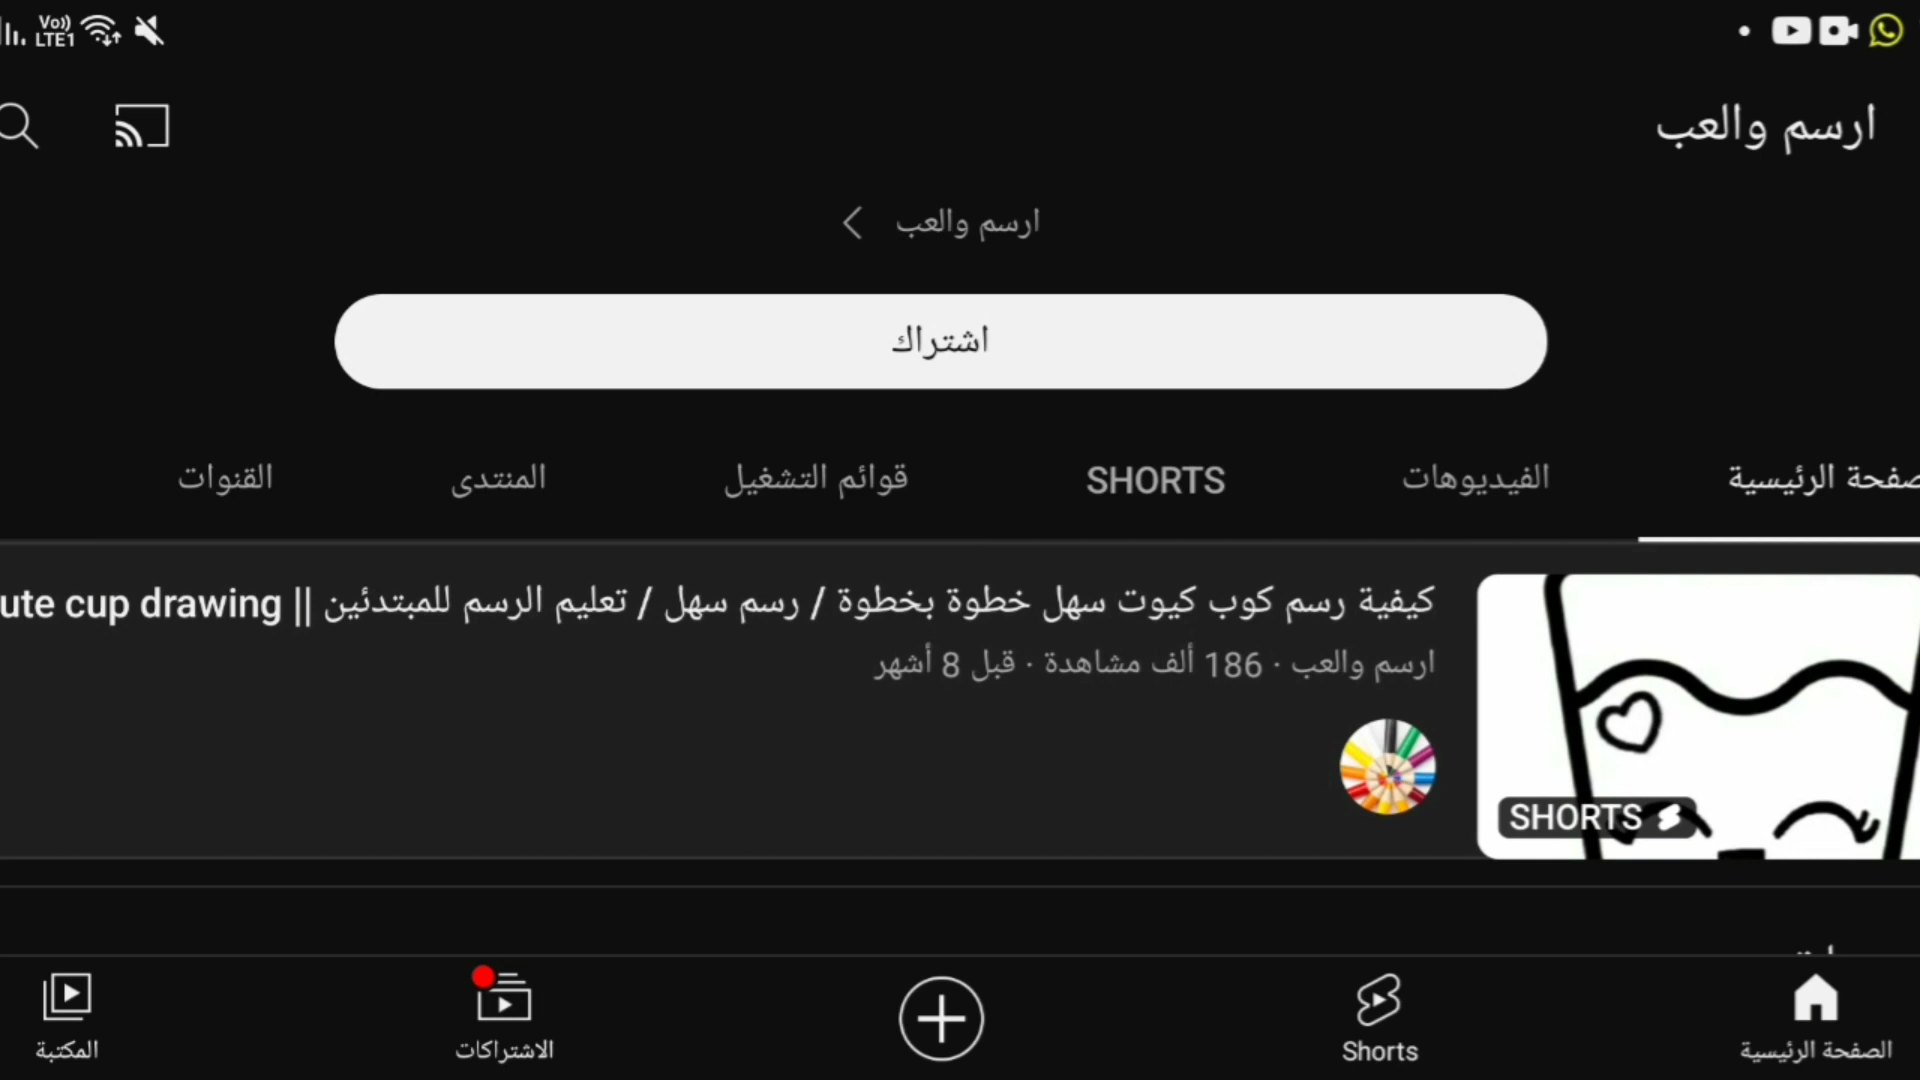 Vo)) LTE1
ارسم والعب
ارسم والعب
اشتراك
صفحة الرئيسية
الفيديوهات
SHORTS
قوائم التشغيل
المنتدى
القنوات
كيفية رسم كوب كيوت سهل خطوة بخطوة / رسم سهل / تعليم الرسم للمبتدئين || ute cup drawing
ارسم والعب · 186 ألف مشاهدة · قبل 8 أشهر
SHORTS
الصفحة الرئيسية
Shorts
الاشتراكات
المكتبة